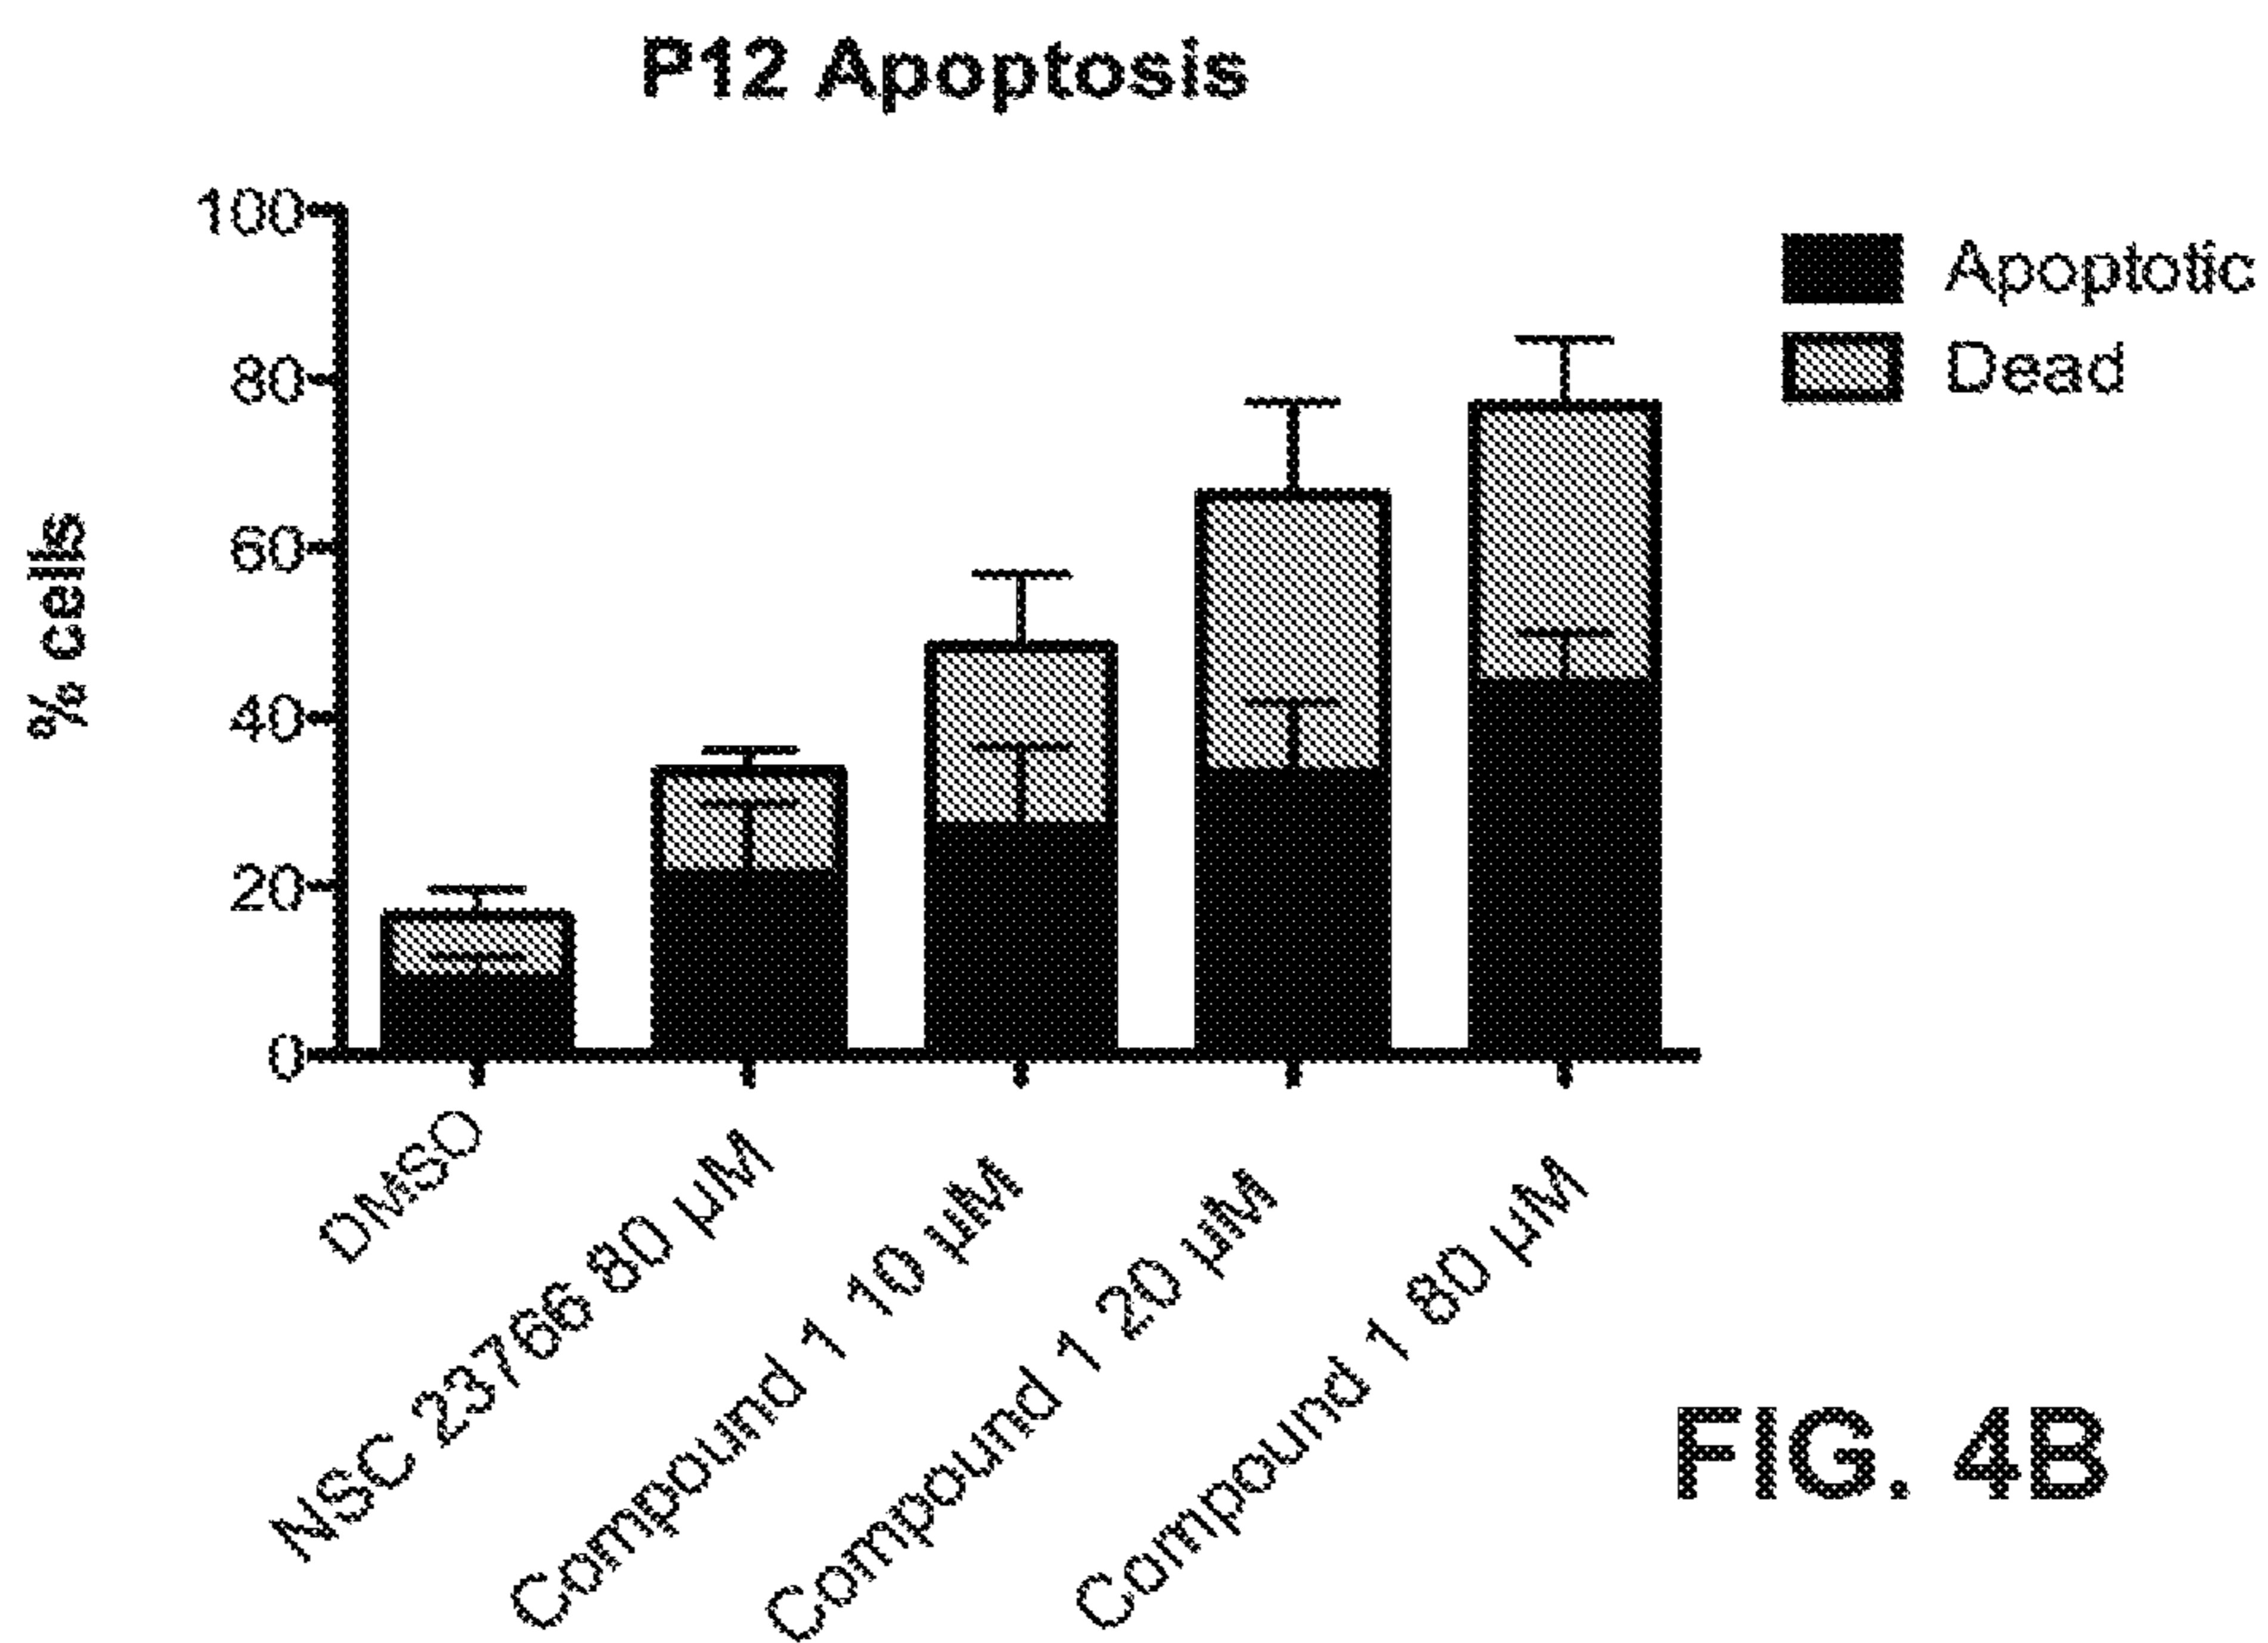 P12 Apoptosis
% cells
100
80
60
40
20
0
Apoptotic
Dead
DMSO
NSC 23766 80 µM
Compound 1 10 µM
Compound 1 20 µM
Compound 1 80 µM
FIG. 4B